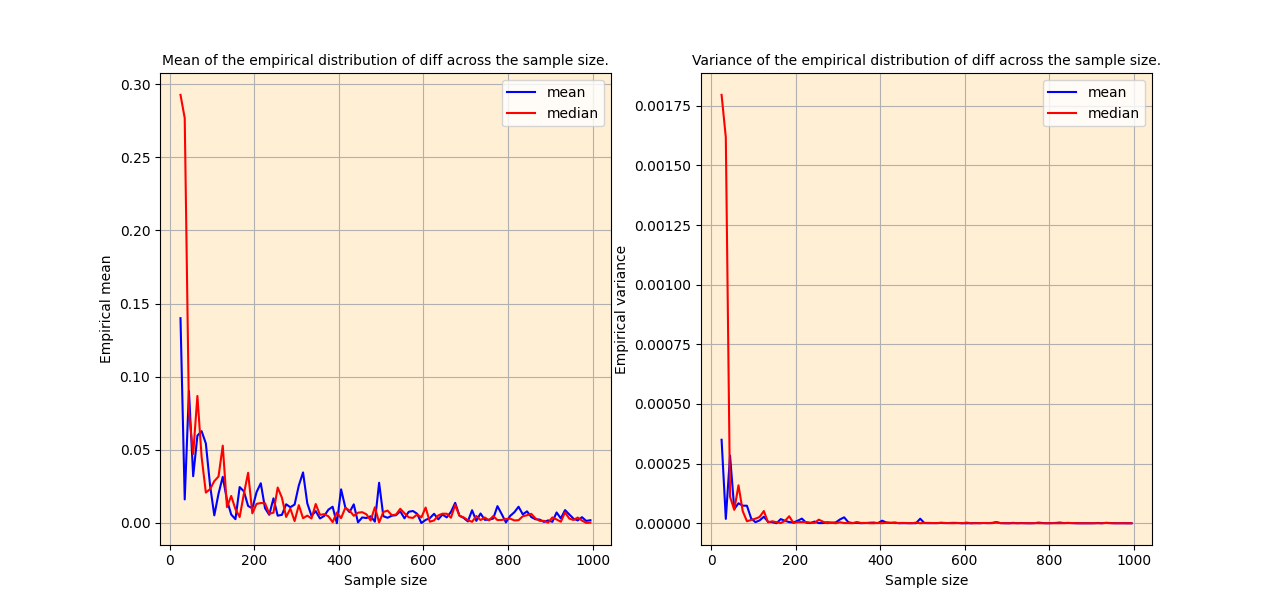 Mean of the empirical distribution of diff across the sample size.
0.30
0.25
0.20
0.15
0.10
0.05
0.00
Empirical mean
0
200
400
600
800
1000
Sample size
mean
median
Variance of the empirical distribution of diff across the sample size.
0.00175
0.00150
0.00125
0.00100
0.00075
0.00050
0.00025
0.00000
Empirical variance
0
200
400
600
800
1000
Sample size
mean
median